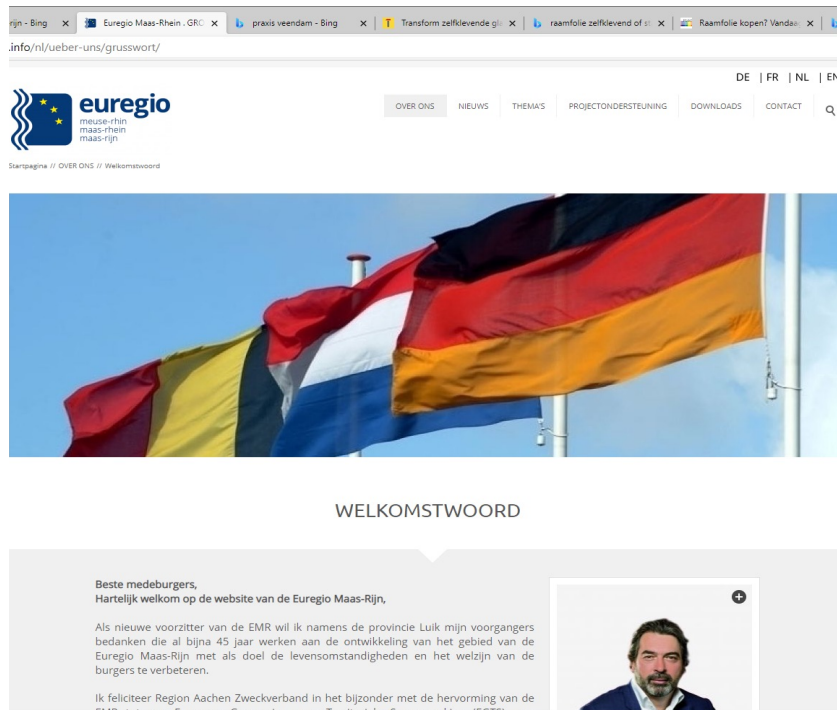 rijn - Bing
Euregio Maas-Rhein . GRO
praxis veendam - Bing
Transform zelfklevende gla
raamfolie zelfklevend of st
Raamfolie kopen? Vandaag
.info/nl/ueber-uns/grusswort/
DE | FR | NL | EN
euregio
meuse-rhin
maas-rhein
maas-rijn
OVER ONS NIEUWS THEMA'S PROJECTONDERSTEUNING DOWNLOADS CONTACT
Startpagina // OVER ONS // Welkomstwoord
WELKOMSTWOORD
Beste medeburgers,
Hartelijk welkom op de website van de Euregio Maas-Rijn,
Als nieuwe voorzitter van de EMR wil ik namens de provincie Luik mijn voorgangers
bedanken die al bijna 45 jaar werken aan de ontwikkeling van het gebied van de
Euregio Maas-Rijn met als doel de levensomstandigheden en het welzijn van de
burgers te verbeteren.
Ik feliciteer Region Aachen Zweckverband in het bijzonder met de hervorming van de